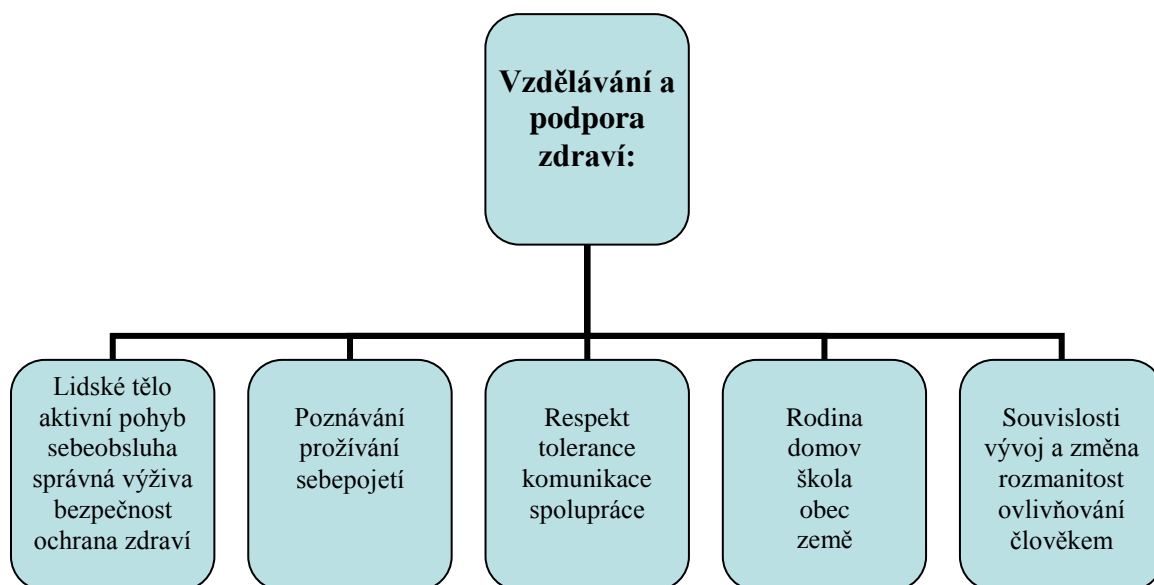 Vzdělávání a
podpora
zdraví:
Lidské tělo
aktivní pohyb
sebeobsluha
správná výživa
bezpečnost
ochrana zdraví
Poznávání
prožívání
sebepojetí
Respekt
tolerance
komunikace
spolupráce
Rodina
domov
škola
obec
země
Souvislosti
vývoj a změna
rozmanitost
ovlivňování
člověkem